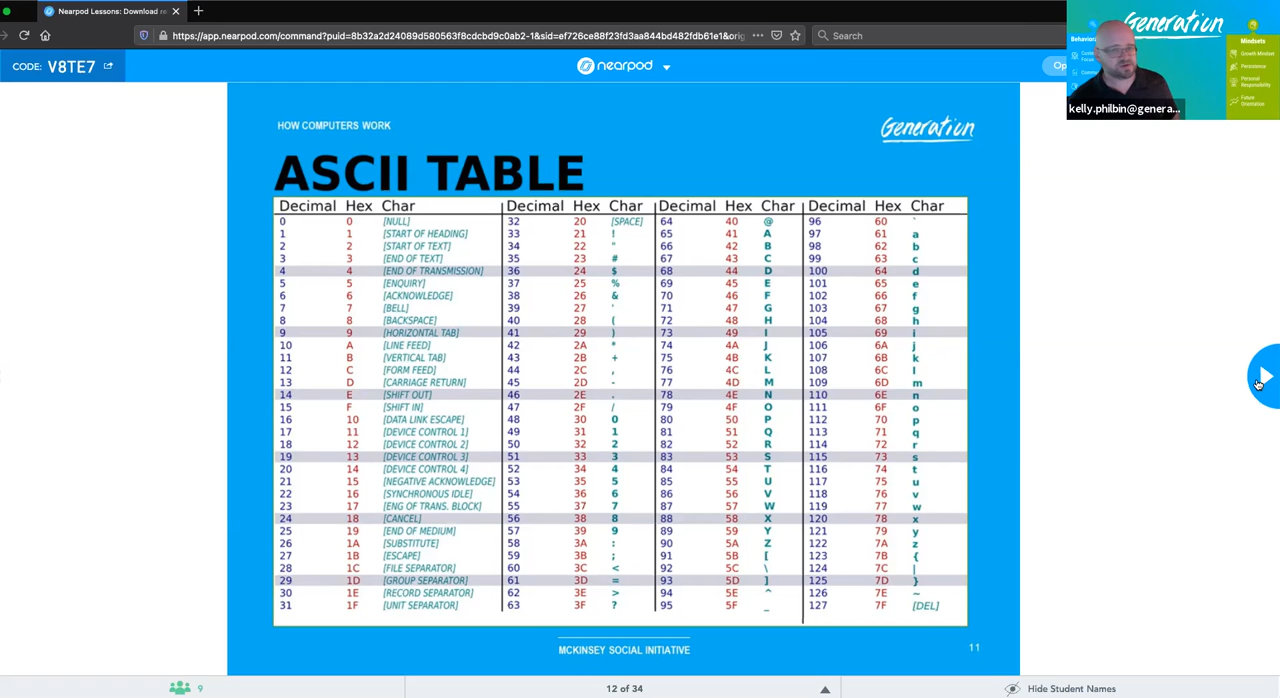 Nearpod Lessons: Download re
https://app.nearpod.com/command?puid=8b32a2d24089d580563f8cdcbd9c0ab2-1&sid=ef726ce88f23fd3aa844bd482fdb61e1&orig
Search
CODE: V8TE7
nearpod
Op
Generation
Mindsets
Growth Mindset
Persistence
Personal Responsibility
Future Orientation
kelly.philbin@genera...
HOW COMPUTERS WORK
Generation
ASCII TABLE
Decimal Hex Char Decimal Hex Char Decimal Hex Char Decimal Hex Char
0 0 [NULL] 32 20 [SPACE] 64 40 @ 96 60 `
1 1 [START OF HEADING] 33 21 ! 65 41 A 97 61 a
2 2 [START OF TEXT] 34 22 " 66 42 B 98 62 b
3 3 [END OF TEXT] 35 23 # 67 43 C 99 63 c
4 4 [END OF TRANSMISSION] 36 24 $ 68 44 D 100 64 d
5 5 [ENQUIRY] 37 25 % 69 45 E 101 65 e
6 6 [ACKNOWLEDGE] 38 26 & 70 46 F 102 66 f
7 7 [BELL] 39 27 ' 71 47 G 103 67 g
8 8 [BACKSPACE] 40 28 ( 72 48 H 104 68 h
9 9 [HORIZONTAL TAB] 41 29 ) 73 49 I 105 69 i
10 A [LINE FEED] 42 2A * 74 4A J 106 6A j
11 B [VERTICAL TAB] 43 2B + 75 4B K 107 6B k
12 C [FORM FEED] 44 2C , 76 4C L 108 6C l
13 D [CARRIAGE RETURN] 45 2D - 77 4D M 109 6D m
14 E [SHIFT OUT] 46 2E . 78 4E N 110 6E n
15 F [SHIFT IN] 47 2F / 79 4F O 111 6F o
16 10 [DATA LINK ESCAPE] 48 30 0 80 50 P 112 70 p
17 11 [DEVICE CONTROL 1] 49 31 1 81 51 Q 113 71 q
18 12 [DEVICE CONTROL 2] 50 32 2 82 52 R 114 72 r
19 13 [DEVICE CONTROL 3] 51 33 3 83 53 S 115 73 s
20 14 [DEVICE CONTROL 4] 52 34 4 84 54 T 116 74 t
21 15 [NEGATIVE ACKNOWLEDGE] 53 35 5 85 55 U 117 75 u
22 16 [SYNCHRONOUS IDLE] 54 36 6 86 56 V 118 76 v
23 17 [ENG OF TRANS. BLOCK] 55 37 7 87 57 W 119 77 w
24 18 [CANCEL] 56 38 8 88 58 X 120 78 x
25 19 [END OF MEDIUM] 57 39 9 89 59 Y 121 79 y
26 1A [SUBSTITUTE] 58 3A : 90 5A Z 122 7A z
27 1B [ESCAPE] 59 3B ; 91 5B [ 123 7B {
28 1C [FILE SEPARATOR] 60 3C < 92 5C \ 124 7C |
29 1D [GROUP SEPARATOR] 61 3D = 93 5D ] 125 7D }
30 1E [RECORD SEPARATOR] 62 3E > 94 5E ^ 126 7E ~
31 1F [UNIT SEPARATOR] 63 3F ? 95 5F _ 127 7F [DEL]
MCKINSEY SOCIAL INITIATIVE
11
9
12 of 34
Hide Student Names